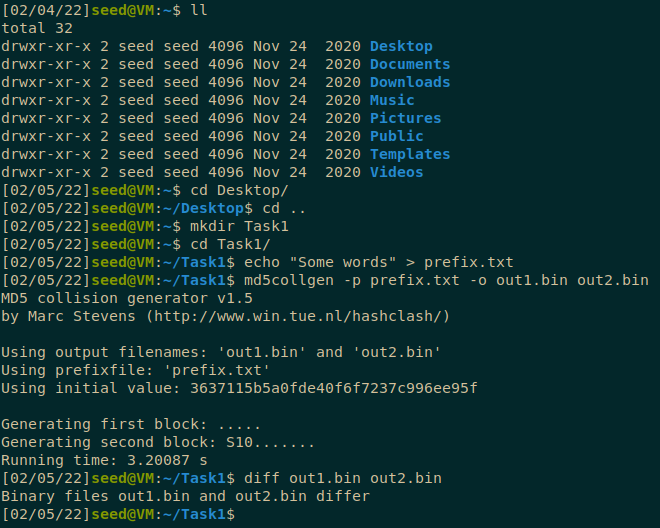 [02/04/22]seed@VM:~$ ll
total 32
drwxr-xr-x 2 seed seed 4096 Nov 24  2020 Desktop
drwxr-xr-x 2 seed seed 4096 Nov 24  2020 Documents
drwxr-xr-x 2 seed seed 4096 Nov 24  2020 Downloads
drwxr-xr-x 2 seed seed 4096 Nov 24  2020 Music
drwxr-xr-x 2 seed seed 4096 Nov 24  2020 Pictures
drwxr-xr-x 2 seed seed 4096 Nov 24  2020 Public
drwxr-xr-x 2 seed seed 4096 Nov 24  2020 Templates
drwxr-xr-x 2 seed seed 4096 Nov 24  2020 Videos
[02/05/22]seed@VM:~$ cd Desktop/
[02/05/22]seed@VM:~/Desktop$ cd ..
[02/05/22]seed@VM:~$ mkdir Task1
[02/05/22]seed@VM:~$ cd Task1/
[02/05/22]seed@VM:~/Task1$ echo "Some words" > prefix.txt
[02/05/22]seed@VM:~/Task1$ md5collgen -p prefix.txt -o out1.bin out2.bin
MD5 collision generator v1.5
by Marc Stevens (http://www.win.tue.nl/hashclash/)

Using output filenames: 'out1.bin' and 'out2.bin'
Using prefixfile: 'prefix.txt'
Using initial value: 3637115b5a0fde40f6f7237c996ee95f

Generating first block: .....
Generating second block: S10.......
Running time: 3.20087 s
[02/05/22]seed@VM:~/Task1$ diff out1.bin out2.bin
Binary files out1.bin and out2.bin differ
[02/05/22]seed@VM:~/Task1$